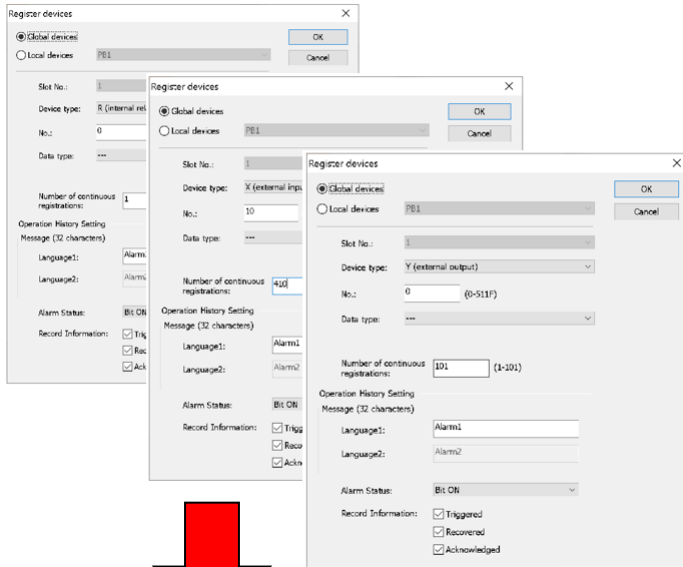 Register devices
Global devices
OK
Local devices
PB1
Cancel
Slot No.:
1
Device type:
R (internal rel
No.:
0
Data type:
---
Number of continuous
registrations:
1
Operation History Setting
Message (32 characters)
Language1:
Alarm
Language2:
Alarm
Alarm Status:
Bit ON
Record Information:
Trig
Rec
Ack
Register devices
Global devices
OK
Local devices
PB1
Cancel
Slot No.:
1
Device type:
X (external inpu
No.:
10
Data type:
---
Number of continuous
registrations:
410
Operation History Setting
Message (32 characters)
Language1:
Alarm1
Language2:
Alarm2
Alarm Status:
Bit ON
Record Information:
Trigg
Reco
Ackn
Register devices
Global devices
OK
Local devices
PB1
Cancel
Slot No.:
1
Device type:
Y (external output)
No.:
0
(0-511F)
Data type:
---
Number of continuous
registrations:
101
(1-101)
Operation History Setting
Message (32 characters)
Language1:
Alarm1
Language2:
Alarm2
Alarm Status:
Bit ON
Record Information:
Triggered
Recovered
Acknowledged